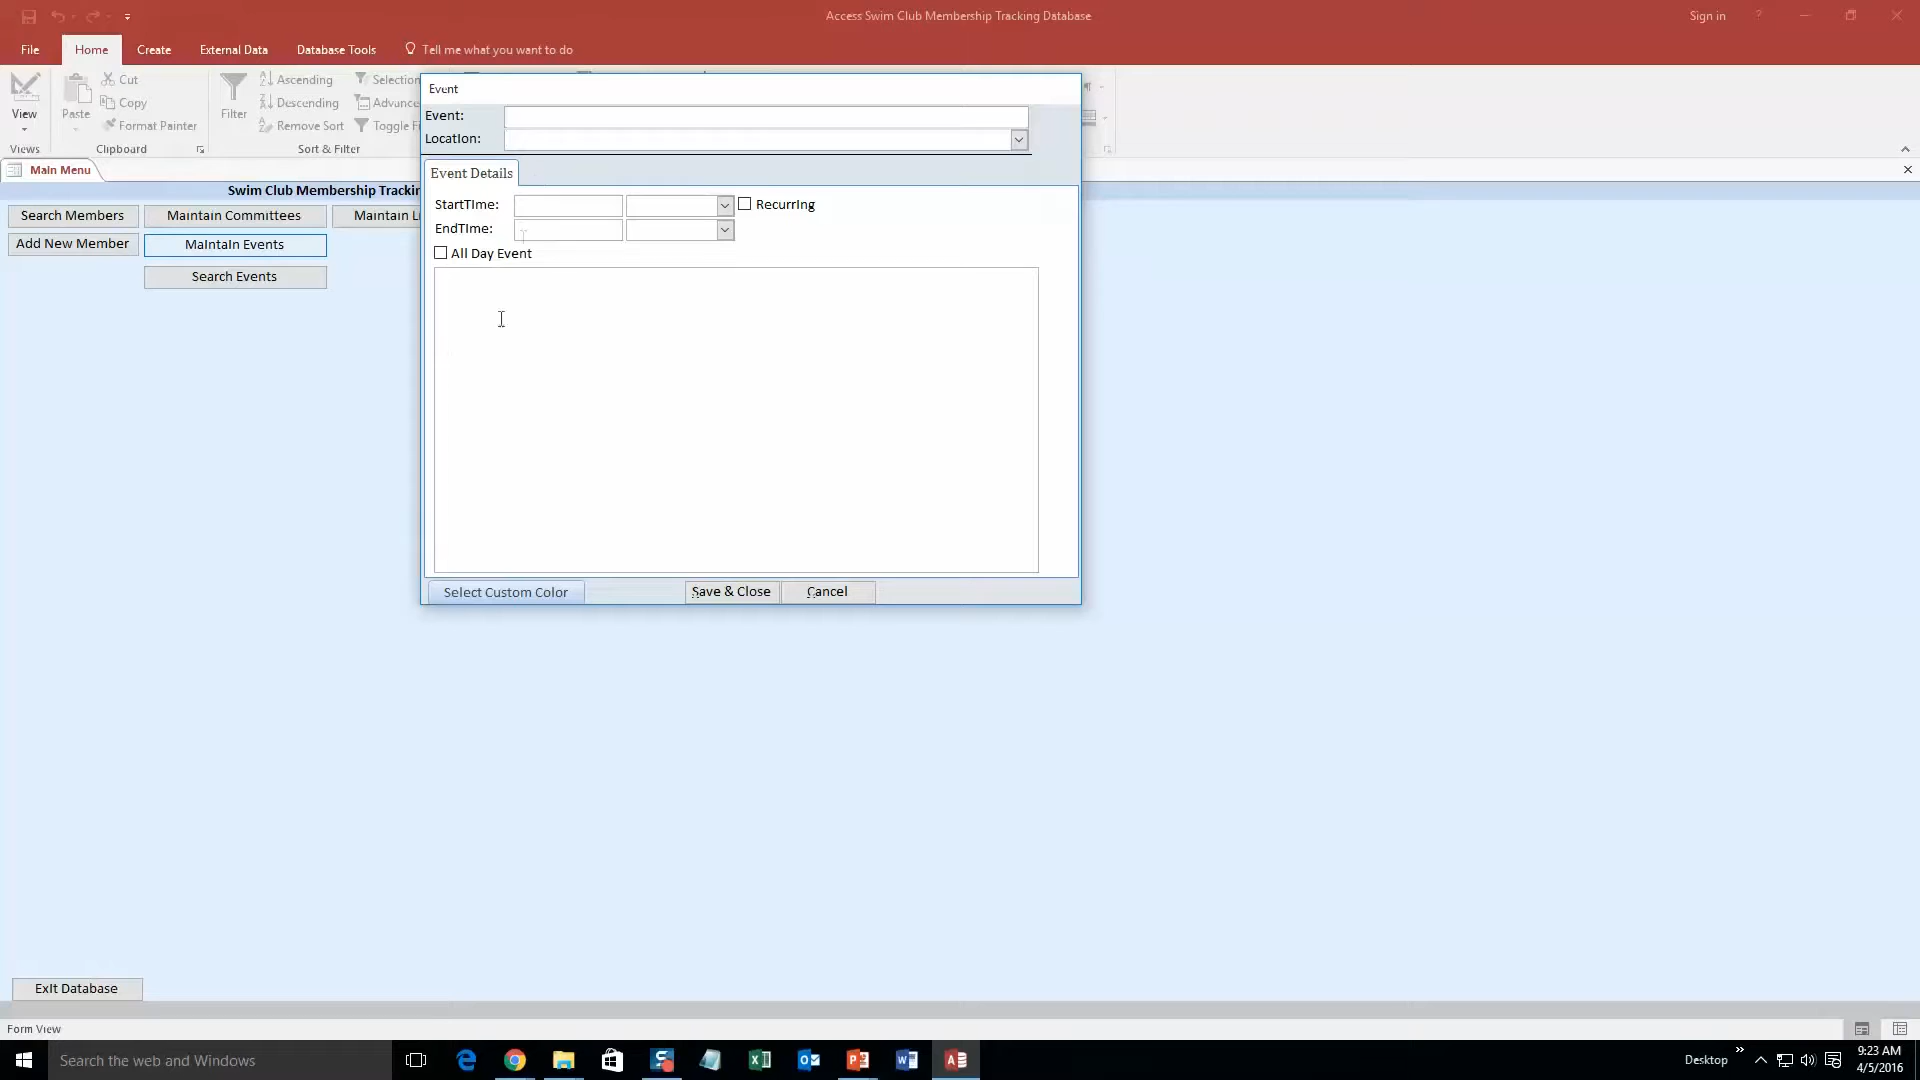 Access Swim Club Membership Tracking Database
Sign in
?
File
Home
Create
External Data
Database Tools
Tell me what you want to do
View
Views
Paste
Cut
Copy
Format Painter
Clipboard
Filter
Ascending
Descending
Remove Sort
Selection
Advance
Toggle Fi
Sort & Filter
Main Menu
Swim Club Membership Trackin
Search Members
Maintain Committees
Maintain Li
Add New Member
Maintain Events
Search Events
Event
Event:
Location:
Event Details
StartTime:
Recurring
EndTime:
All Day Event
Select Custom Color
Save & Close
Cancel
Exit Database
Form View
Search the web and Windows
Desktop
9:23 AM
4/5/2016